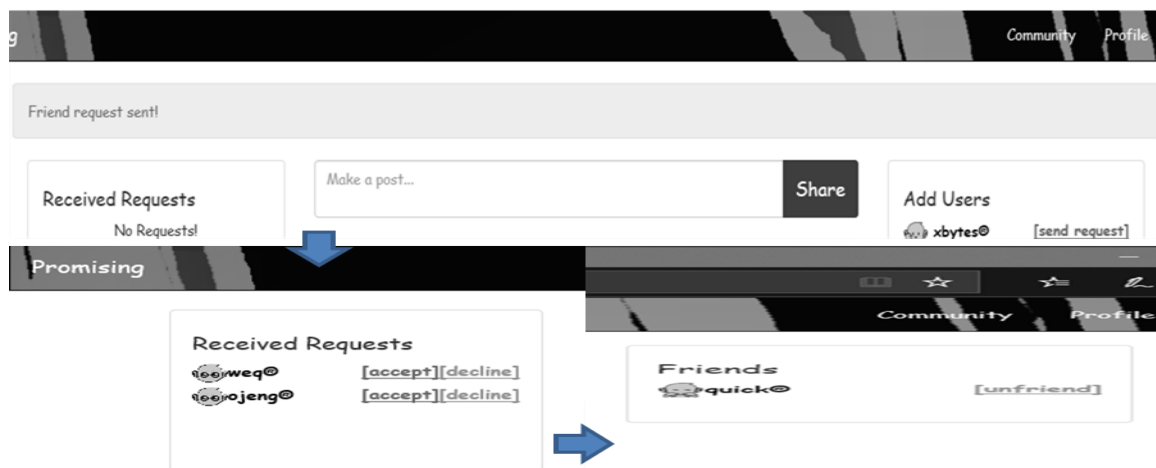 g
Community Profile
Friend request sent!
Received Requests
No Requests!
Make a post...
Share
Add Users
xbytes® [send request]
Promising
Received Requests
weq® [accept][decline]
ojeng® [accept][decline]
Community Profile
Friends
quick® [unfriend]